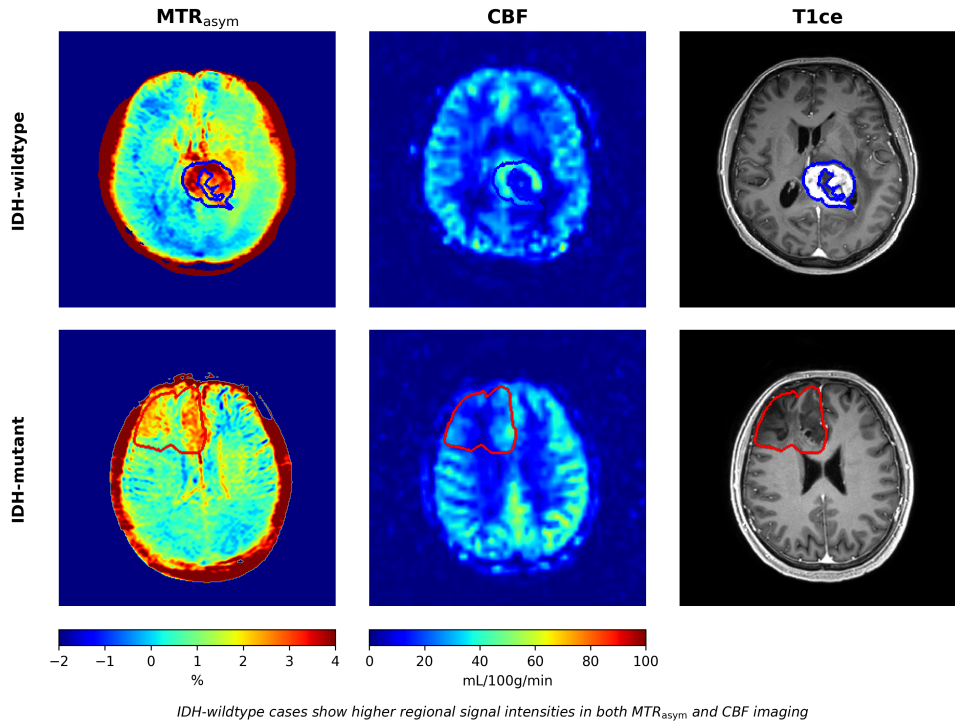 MTRasym CBF T1ce
IDH-wildtype
IDH-mutant
−2 −1 0 1 2 3 4 0 20 40 60 80 100
% mL/100g/min
IDH-wildtype cases show higher regional signal intensities in both MTRasym and CBF imaging